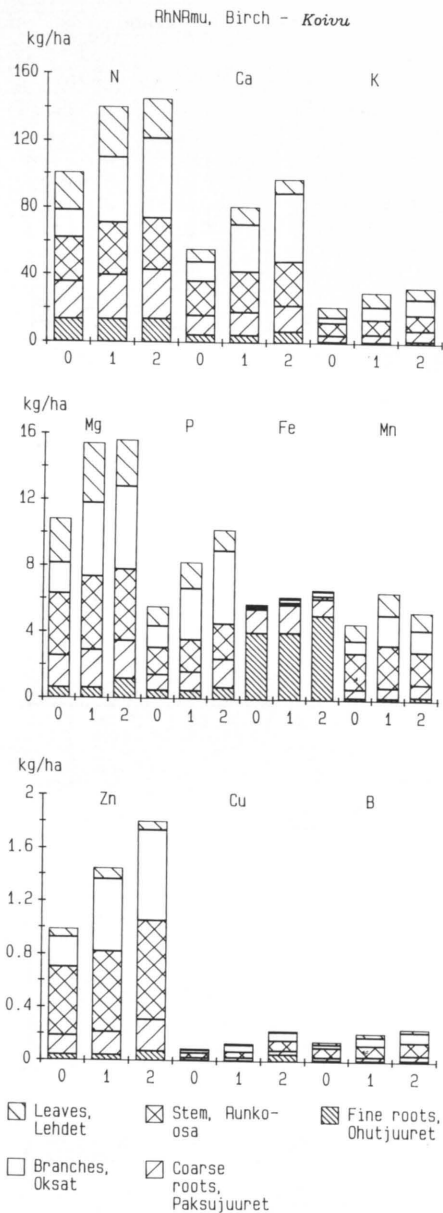 RhNRmu, Birch - Koivu
kg/ha
N Ca K
160
120
80
40
0
0 1 2 0 1 2 0 1 2
kg/ha
Mg P Fe Mn
16
12
8
4
0
0 1 2 0 1 2 0 1 2 0 1 2
kg/ha
Zn Cu B
2
1.6
1.2
0.8
0.4
0
0 1 2 0 1 2 0 1 2
Leaves,
Lehdet
Stem, Runko-
osa
Fine roots,
Ohutjuuret
Branches,
Oksat
Coarse
roots,
Paksujuuret